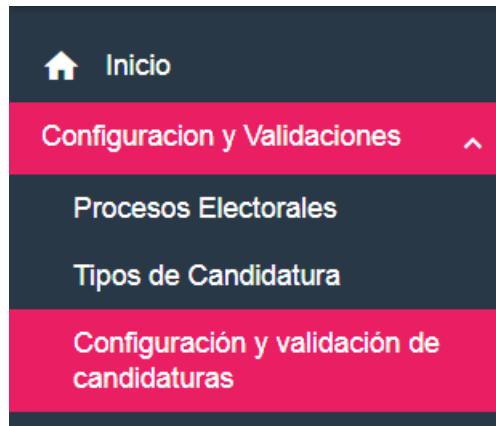 Inicio
Configuracion y Validaciones
Procesos Electorales
Tipos de Candidatura
Configuración y validación de
candidaturas